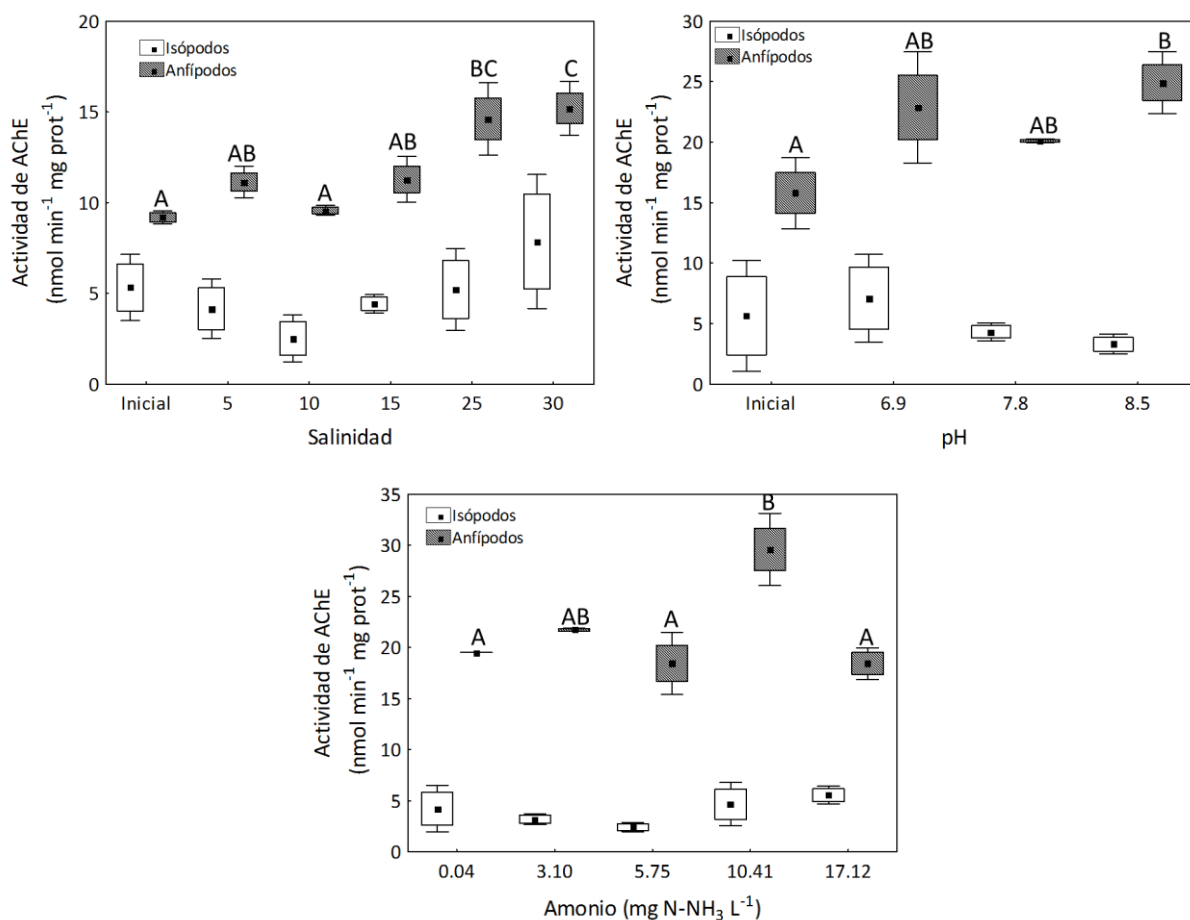 20
15
10
5
0
Actividad de AChE
(nmol min⁻¹ mg prot⁻¹)
Isópodos
Anfípodos
A
AB
A
AB
BC
C
Inicial 5 10 15 25 30
Salinidad
30
25
20
15
10
5
0
Actividad de AChE
(nmol min⁻¹ mg prot⁻¹)
Isópodos
Anfípodos
A
AB
AB
B
Inicial 6.9 7.8 8.5
pH
35
30
25
20
15
10
5
0
Actividad de AChE
(nmol min⁻¹ mg prot⁻¹)
Isópodos
Anfípodos
A
AB
A
B
A
0.04 3.10 5.75 10.41 17.12
Amonio (mg N-NH₃ L⁻¹)